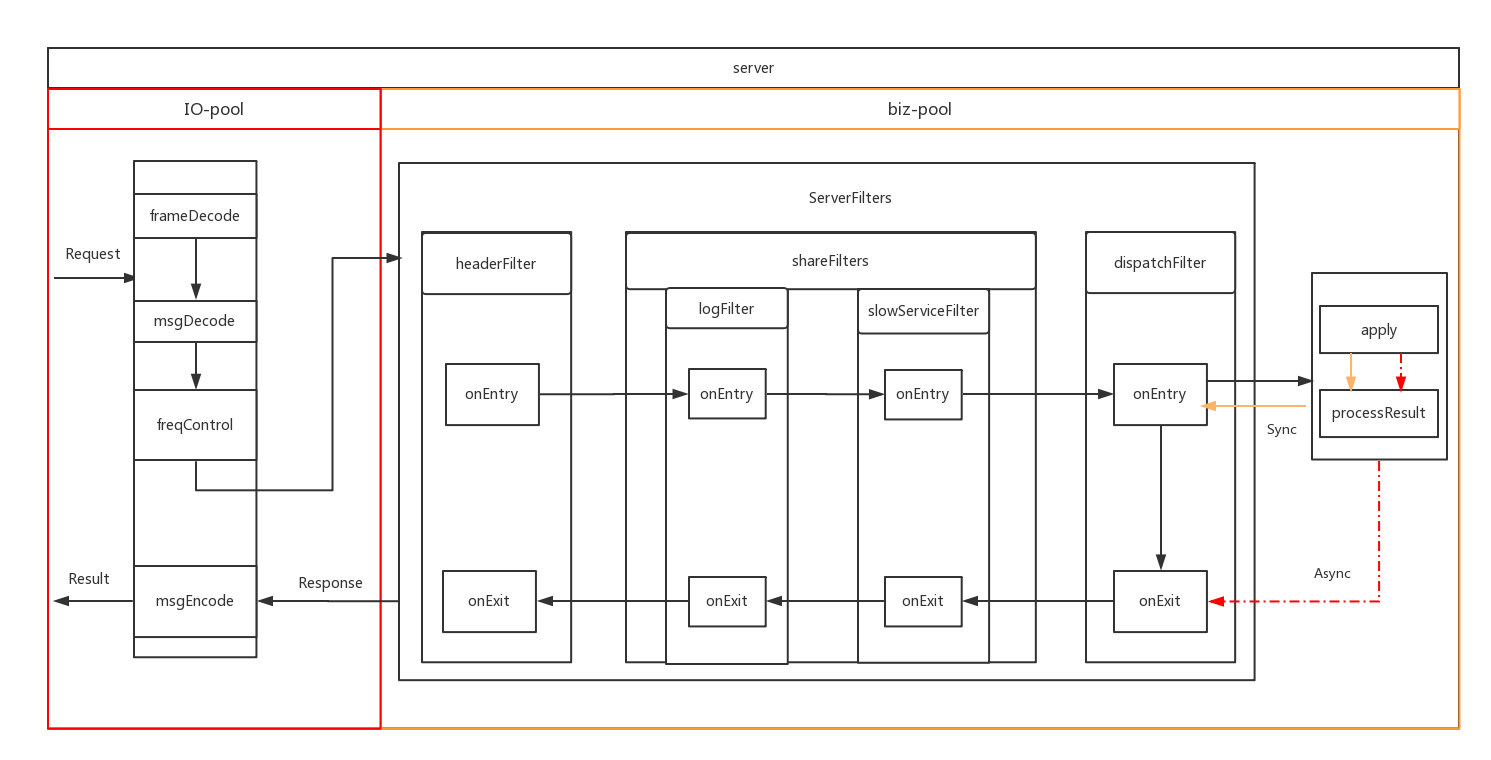 server
IO-pool
biz-pool
frameDecode
Request
msgDecode
freqControl
Result
msgEncode
Response
ServerFilters
headerFilter
shareFilters
dispatchFilter
logFilter
slowServiceFilter
onEntry
onEntry
onEntry
onEntry
apply
processResult
Sync
Async
onExit
onExit
onExit
onExit